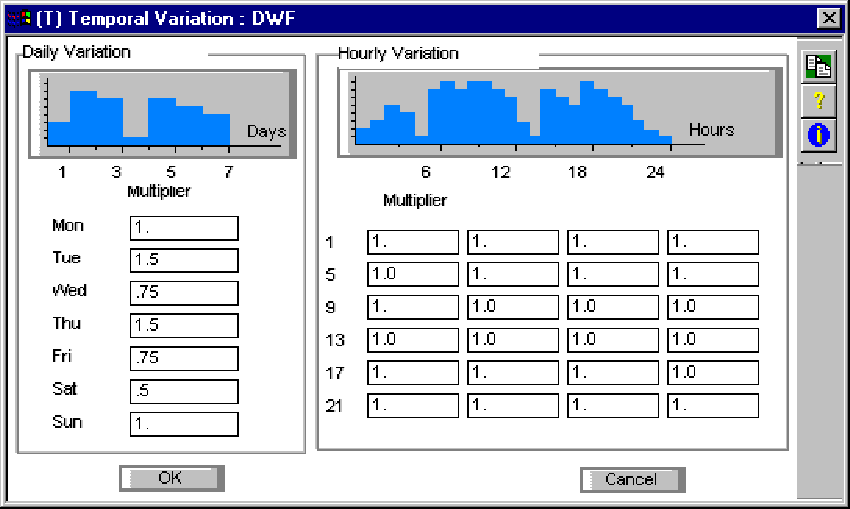 (T) Temporal Variation : DWF
Daily Variation
Days
1 3 5 7
Multiplier
Mon 1.
Tue 1.5
Wed .75
Thu 1.5
Fri .75
Sat .5
Sun 1.
OK
Hourly Variation
Hours
6 12 18 24
Multiplier
1 1. 1. 1. 1.
5 1.0 1. 1. 1.
9 1. 1.0 1.0 1.0
13 1.0 1.0 1.0 1.0
17 1. 1. 1. 1.0
21 1. 1. 1. 1.
Cancel
?
i